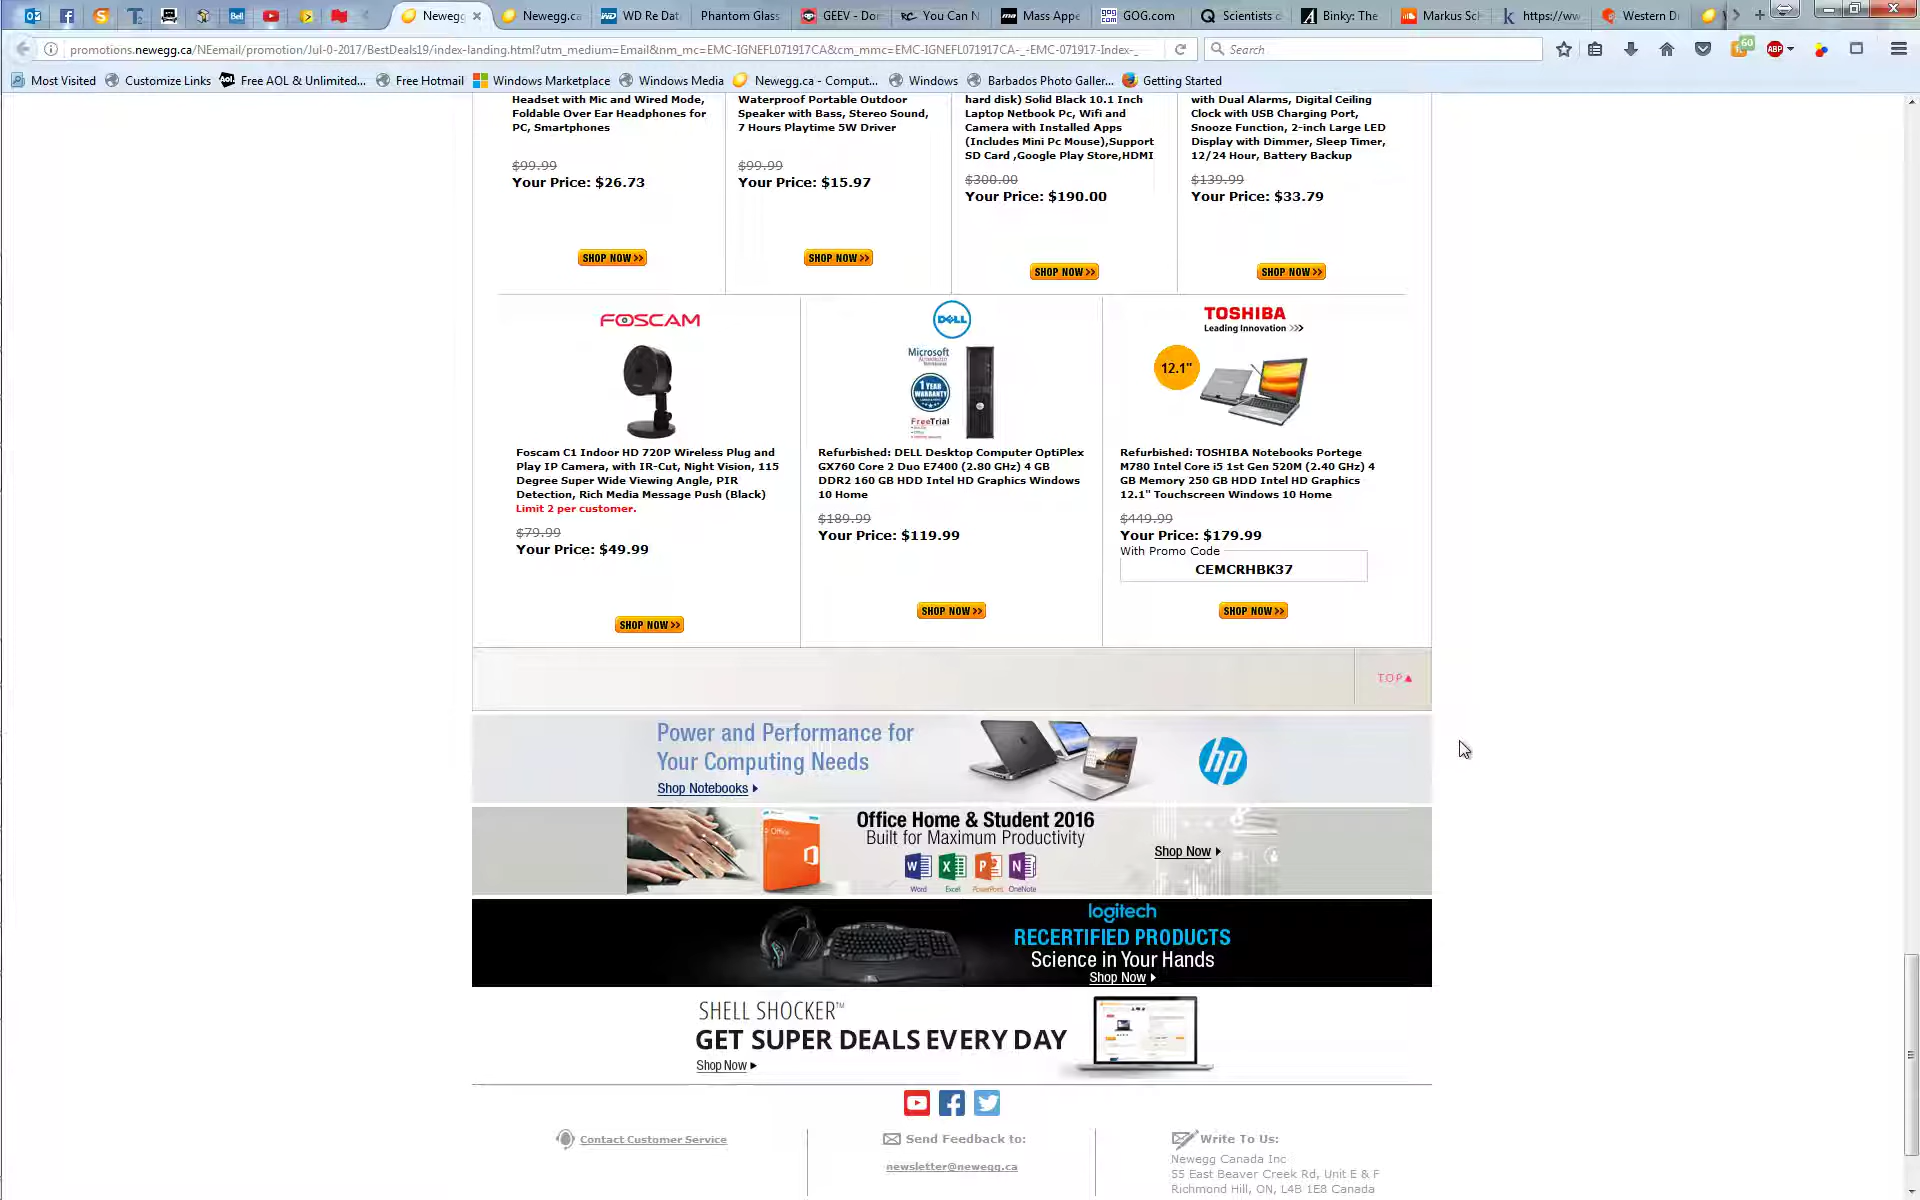 Newegg
Newegg.ca
WD Re Dat
Phantom Glass
GEEV - Don
You Can N
Mass Appe
GOG.com
Scientists c
Binky: The
Markus Sch
https://ww
Western Di
promotions.newegg.ca/NEemail/promotion/Jul-0-2017/BestDeals19/index-landing.html?utm_medium=Email&nm_mc=EMC-IGNEFL071917CA&cm_mmc=EMC-IGNEFL071917CA-_-EMC-071917-Index-_
Search
60
ABP
Most Visited
Customize Links
Free AOL & Unlimited...
Free Hotmail
Windows Marketplace
Windows Media
Newegg.ca - Comput...
Windows
Barbados Photo Galler...
Getting Started
Headset with Mic and Wired Mode,
Foldable Over Ear Headphones for
PC, Smartphones
$99.99
Your Price: $26.73
SHOP NOW >>
Waterproof Portable Outdoor
Speaker with Bass, Stereo Sound,
7 Hours Playtime 5W Driver
$99.99
Your Price: $15.97
SHOP NOW >>
hard disk) Solid Black 10.1 Inch
Laptop Netbook Pc, Wifi and
Camera with Installed Apps
(Includes Mini Pc Mouse),Support
SD Card ,Google Play Store,HDMI
$300.00
Your Price: $190.00
SHOP NOW >>
with Dual Alarms, Digital Ceiling
Clock with USB Charging Port,
Snooze Function, 2-inch Large LED
Display with Dimmer, Sleep Timer,
12/24 Hour, Battery Backup
$139.99
Your Price: $33.79
SHOP NOW >>
FOSCAM
Foscam C1 Indoor HD 720P Wireless Plug and
Play IP Camera, with IR-Cut, Night Vision, 115
Degree Super Wide Viewing Angle, PIR
Detection, Rich Media Message Push (Black)
Limit 2 per customer.
$79.99
Your Price: $49.99
SHOP NOW >>
DELL
Microsoft
1 YEAR
WARRANTY
FreeTrial
Refurbished: DELL Desktop Computer OptiPlex
GX760 Core 2 Duo E7400 (2.80 GHz) 4 GB
DDR2 160 GB HDD Intel HD Graphics Windows
10 Home
$189.99
Your Price: $119.99
SHOP NOW >>
TOSHIBA
Leading Innovation >>>
12.1"
Refurbished: TOSHIBA Notebooks Portege
M780 Intel Core i5 1st Gen 520M (2.40 GHz) 4
GB Memory 250 GB HDD Intel HD Graphics
12.1" Touchscreen Windows 10 Home
$449.99
Your Price: $179.99
With Promo Code
CEMCRHBK37
SHOP NOW >>
TOP▲
Power and Performance for
Your Computing Needs
Shop Notebooks
hp
Office
Office Home & Student 2016
Built for Maximum Productivity
Word Excel PowerPoint OneNote
Shop Now
logitech
RECERTIFIED PRODUCTS
Science in Your Hands
Shop Now
SHELL SHOCKER™
GET SUPER DEALS EVERY DAY
Shop Now
Contact Customer Service
Send Feedback to:
newsletter@newegg.ca
Write To Us:
Newegg Canada Inc
55 East Beaver Creek Rd, Unit E & F
Richmond Hill, ON, L4B 1E8 Canada